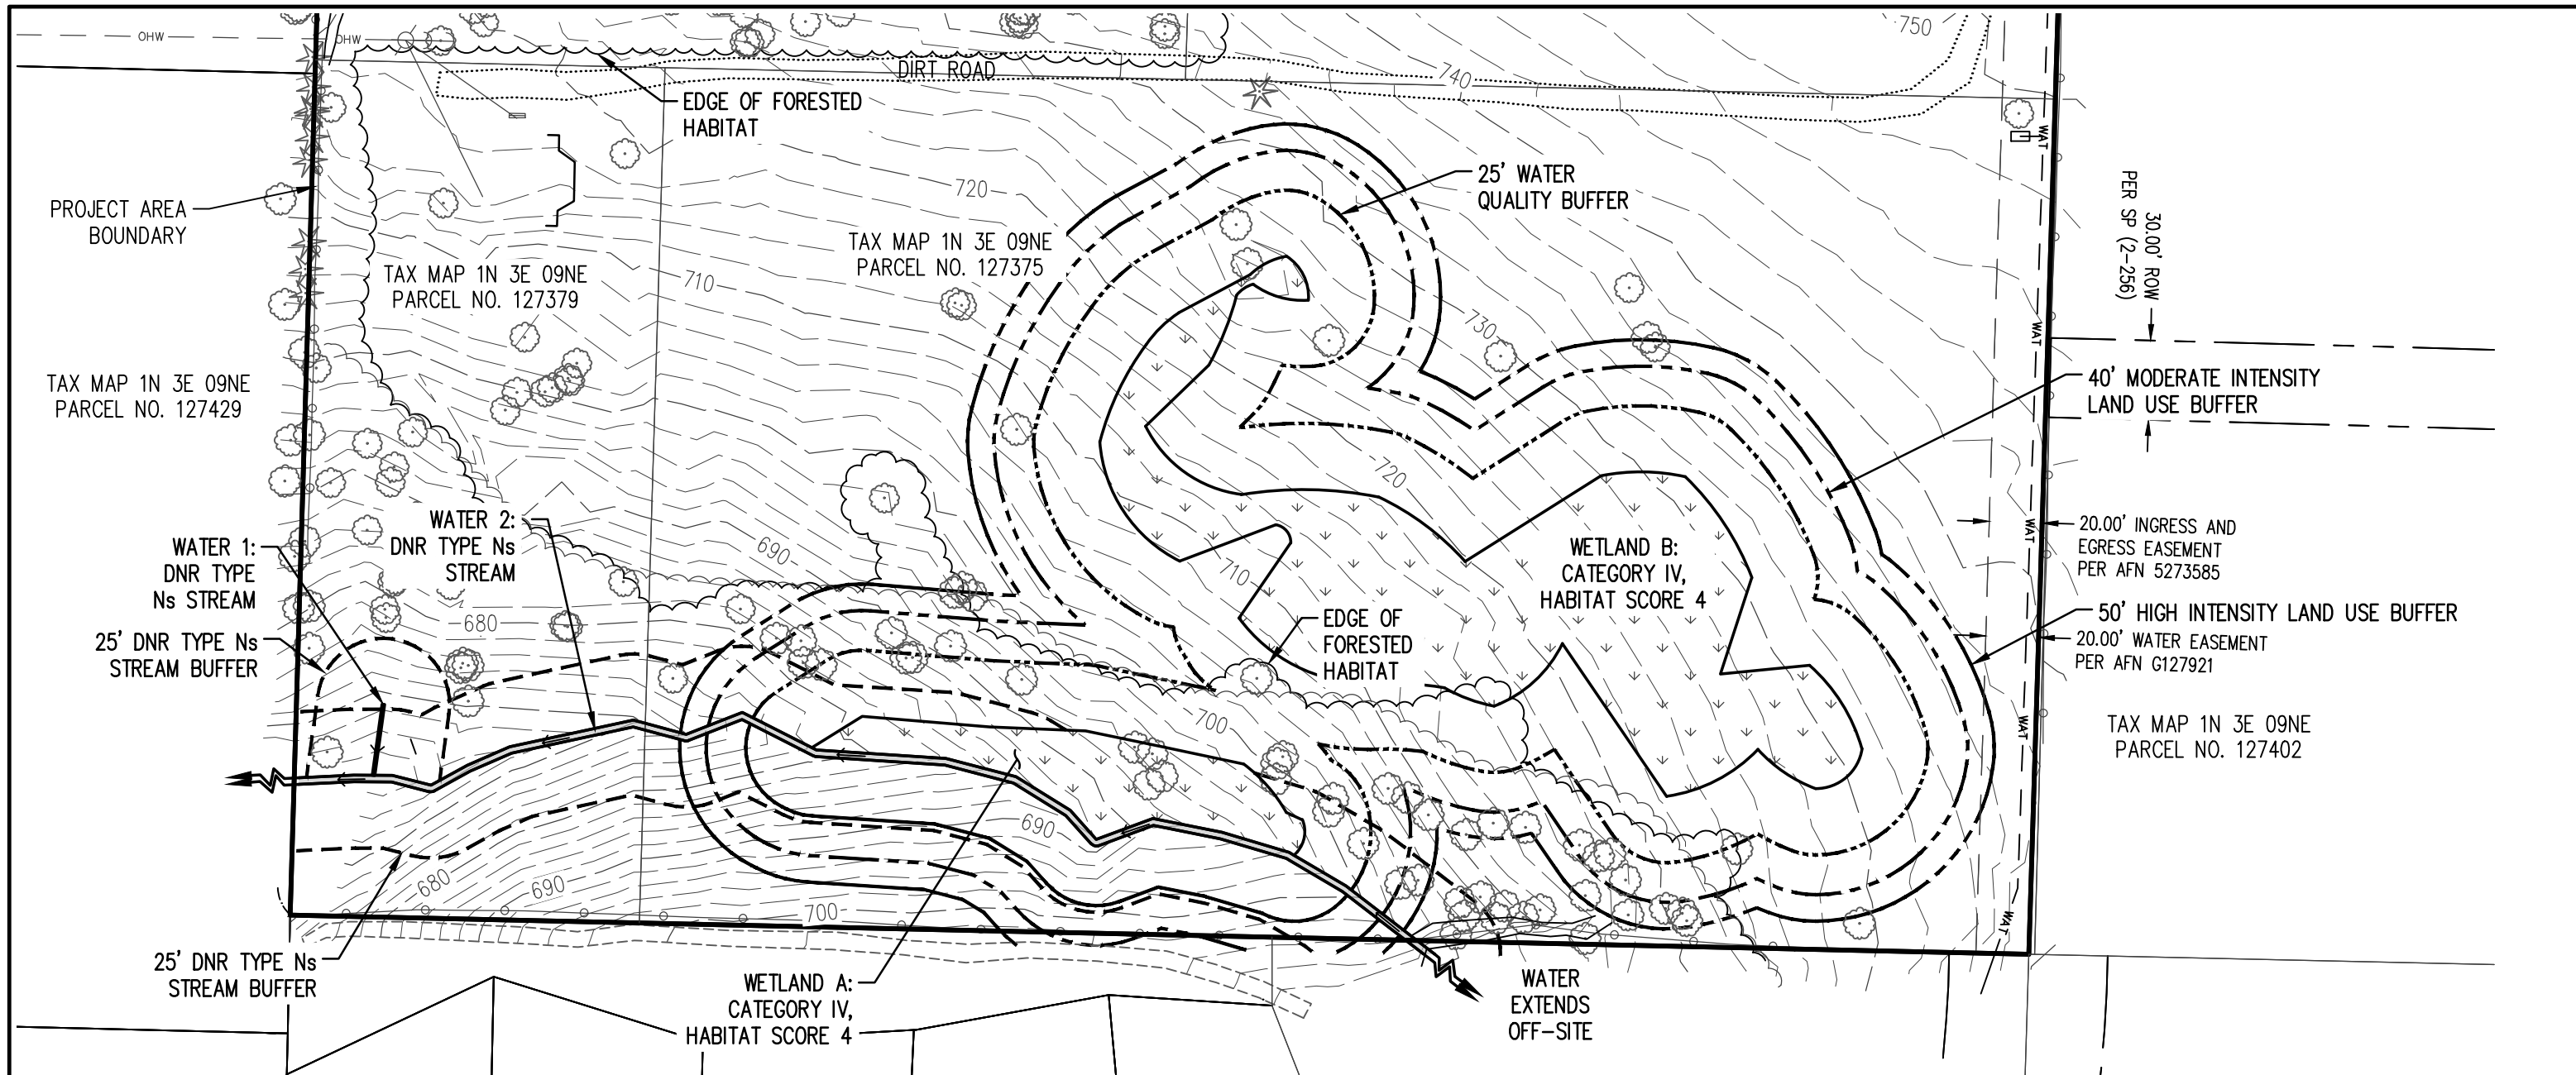 OHW
OHW
750
DIRT ROAD
740
EDGE OF FORESTED
HABITAT
WAT
25' WATER
QUALITY BUFFER
720
PROJECT AREA
BOUNDARY
30.00' ROW
PER SP (2-256)
TAX MAP 1N 3E 09NE
PARCEL NO. 127375
TAX MAP 1N 3E 09NE
PARCEL NO. 127379
710
730
WAT
TAX MAP 1N 3E 09NE
PARCEL NO. 127429
40' MODERATE INTENSITY
LAND USE BUFFER
720
WATER 2:
DNR TYPE Ns
STREAM
WATER 1:
DNR TYPE
Ns STREAM
690
710
WETLAND B:
CATEGORY IV,
HABITAT SCORE 4
WAT
20.00' INGRESS AND
EGRESS EASEMENT
PER AFN 5273585
680
EDGE OF
FORESTED
HABITAT
50' HIGH INTENSITY LAND USE BUFFER
20.00' WATER EASEMENT
PER AFN G127921
25' DNR TYPE Ns
STREAM BUFFER
700
WAT
TAX MAP 1N 3E 09NE
PARCEL NO. 127402
690
680
690
700
WAT
25' DNR TYPE Ns
STREAM BUFFER
WETLAND A:
CATEGORY IV,
HABITAT SCORE 4
WATER
EXTENDS
OFF-SITE